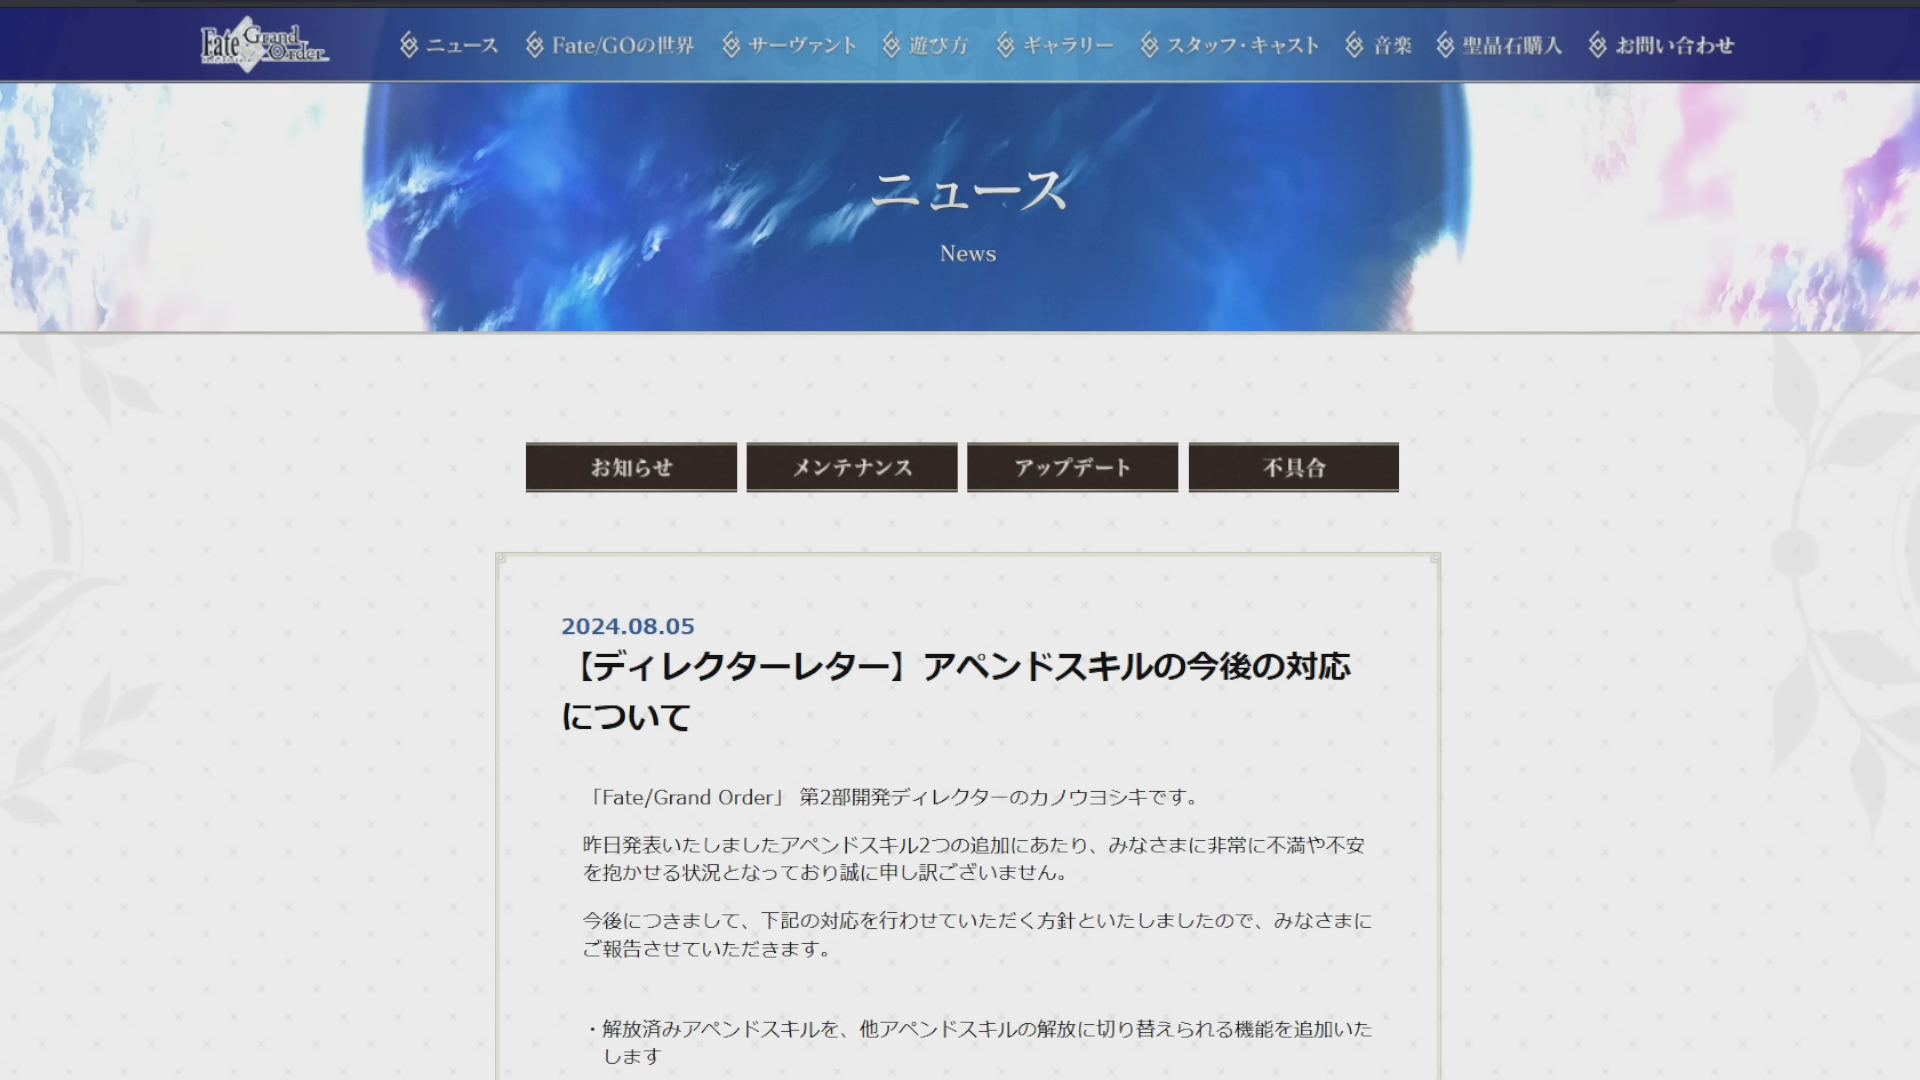 Fate Grand Order
ニュース Fate/GOの世界 サーヴァント 遊び方 ギャラリー スタッフ・キャスト 音楽 聖晶石購入 お問い合わせ
ニュース
News
お知らせ メンテナンス アップデート 不具合
2024.08.05
【ディレクターレター】アペンドスキルの今後の対応
について
「Fate/Grand Order」 第2部開発ディレクターのカノウヨシキです。
昨日発表いたしましたアペンドスキル2つの追加にあたり、みなさまに非常に不満や不安
を抱かせる状況となっており誠に申し訳ございません。
今後につきまして、下記の対応を行わせていただく方針といたしましたので、みなさまに
ご報告させていただきます。
・解放済みアペンドスキルを、他アペンドスキルの解放に切り替えられる機能を追加いた
します